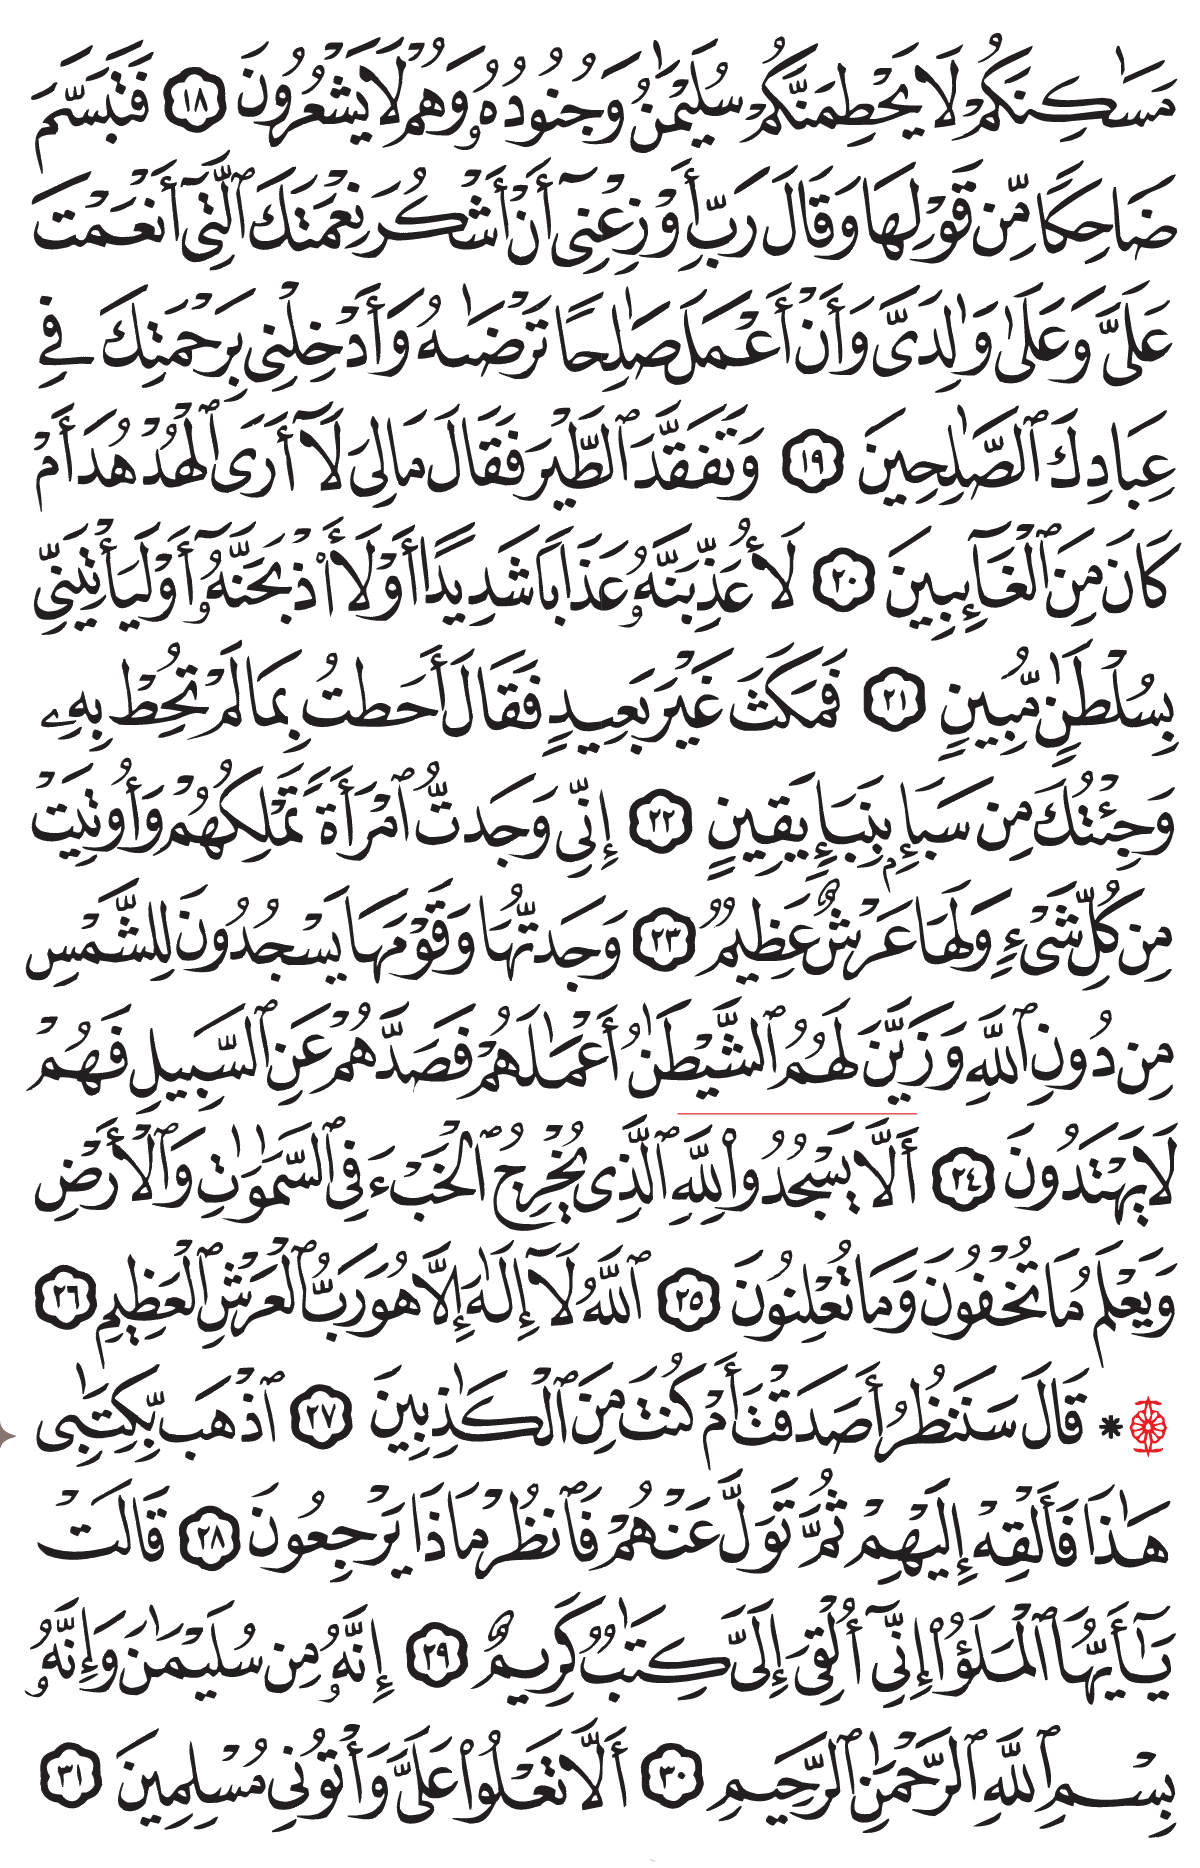 مَسَٰكِنَكُمْ لَا يَحْطِمَنَّكُمْ سُلَيْمَٰنُ وَجُنُودُهُۥ وَهُمْ لَا يَشْعُرُونَ ١٨ فَتَبَسَّمَ
ضَاحِكًا مِّن قَوْلِهَا وَقَالَ رَبِّ أَوْزِعْنِىٓ أَنْ أَشْكُرَ نِعْمَتَكَ ٱلَّتِىٓ أَنْعَمْتَ
عَلَىَّ وَعَلَىٰ وَٰلِدَىَّ وَأَنْ أَعْمَلَ صَٰلِحًا تَرْضَىٰهُ وَأَدْخِلْنِى بِرَحْمَتِكَ فِى
عِبَادِكَ ٱلصَّٰلِحِينَ ١٩ وَتَفَقَّدَ ٱلطَّيْرَ فَقَالَ مَالِىَ لَآ أَرَى ٱلْهُدْهُدَ أَمْ
كَانَ مِنَ ٱلْغَآئِبِينَ ٢٠ لَأُعَذِّبَنَّهُۥ عَذَابًا شَدِيدًا أَوْ لَأَا۟ذْبَحَنَّهُۥٓ أَوْ لَيَأْتِيَنِّى
بِسُلْطَٰنٍ مُّبِينٍ ٢١ فَمَكَثَ غَيْرَ بَعِيدٍ فَقَالَ أَحَطتُ بِمَا لَمْ تُحِطْ بِهِۦ
وَجِئْتُكَ مِن سَبَإٍۭ بِنَبَإٍ يَقِينٍ ٢٢ إِنِّى وَجَدتُّ ٱمْرَأَةً تَمْلِكُهُمْ وَأُوتِيَتْ
مِن كُلِّ شَىْءٍ وَلَهَا عَرْشٌ عَظِيمٌ ٢٣ وَجَدتُّهَا وَقَوْمَهَا يَسْجُدُونَ لِلشَّمْسِ
مِن دُونِ ٱللَّهِ وَزَيَّنَ لَهُمُ ٱلشَّيْطَٰنُ أَعْمَٰلَهُمْ فَصَدَّهُمْ عَنِ ٱلسَّبِيلِ فَهُمْ
لَا يَهْتَدُونَ ٢٤ أَلَّا يَسْجُدُوا۟ لِلَّهِ ٱلَّذِى يُخْرِجُ ٱلْخَبْءَ فِى ٱلسَّمَٰوَٰتِ وَٱلْأَرْضِ
وَيَعْلَمُ مَا تُخْفُونَ وَمَا تُعْلِنُونَ ٢٥ ٱللَّهُ لَآ إِلَٰهَ إِلَّا هُوَ رَبُّ ٱلْعَرْشِ ٱلْعَظِيمِ ٢٦
* قَالَ سَنَنظُرُ أَصَدَقْتَ أَمْ كُنتَ مِنَ ٱلْكَٰذِبِينَ ٢٧ ٱذْهَب بِّكِتَٰبِى
هَٰذَا فَأَلْقِهْ إِلَيْهِمْ ثُمَّ تَوَلَّ عَنْهُمْ فَٱنظُرْ مَاذَا يَرْجِعُونَ ٢٨ قَالَتْ
يَٰٓأَيُّهَا ٱلْمَلَؤُا۟ إِنِّىٓ أُلْقِىَ إِلَىَّ كِتَٰبٌ كَرِيمٌ ٢٩ إِنَّهُۥ مِن سُلَيْمَٰنَ وَإِنَّهُۥ
بِسْمِ ٱللَّهِ ٱلرَّحْمَٰنِ ٱلرَّحِيمِ ٣٠ أَلَّا تَعْلُوا۟ عَلَىَّ وَأْتُونِى مُسْلِمِينَ ٣١